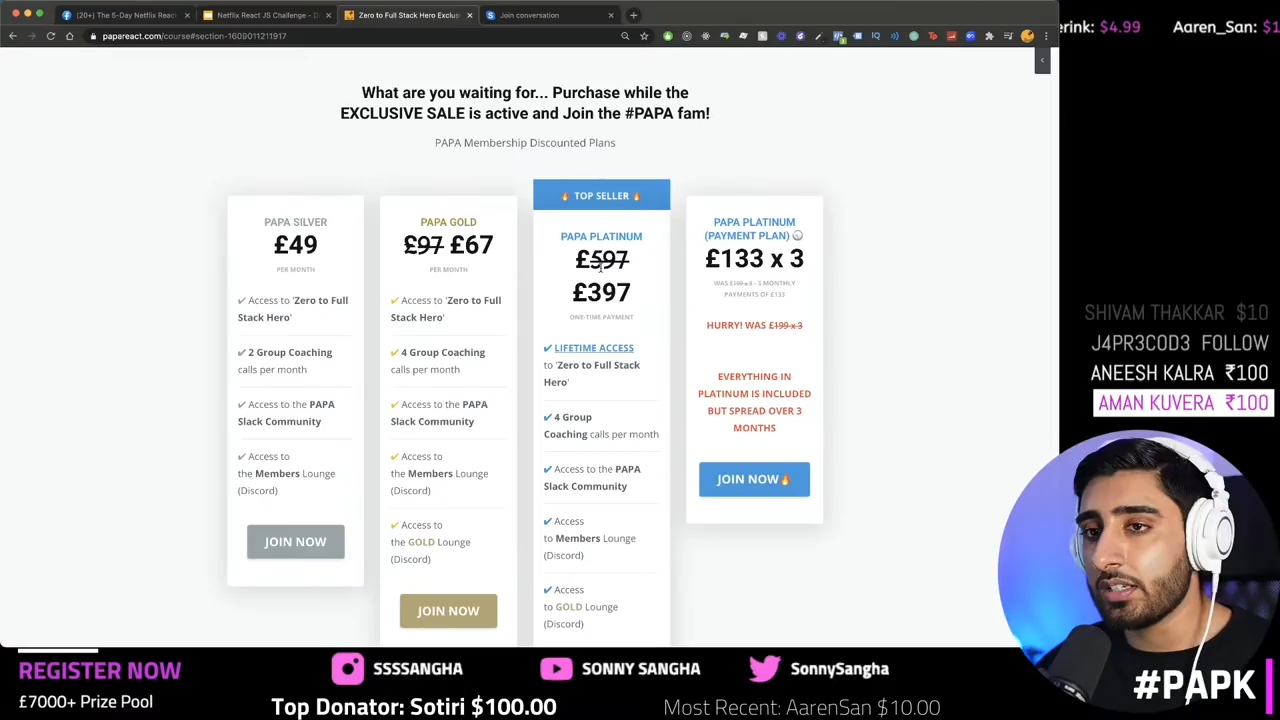 (20+) The 5-Day Netflix React
Netflix React JS Challenge - D
Zero to Full Stack Hero Exclus
Join conversation
papareact.com/course#section-1609011211917
erink: $4.99 Aaren_San: $1
What are you waiting for... Purchase while the
EXCLUSIVE SALE is active and Join the #PAPA fam!
PAPA Membership Discounted Plans
PAPA SILVER
£49
PER MONTH
✔ Access to 'Zero to Full
Stack Hero'
✔ 2 Group Coaching
calls per month
✔ Access to the PAPA
Slack Community
✔ Access to
the Members Lounge
(Discord)
JOIN NOW
PAPA GOLD
£97 £67
PER MONTH
✔ Access to 'Zero to Full
Stack Hero'
✔ 4 Group Coaching
calls per month
✔ Access to the PAPA
Slack Community
✔ Access to
the Members Lounge
(Discord)
✔ Access to
the GOLD Lounge
(Discord)
JOIN NOW
🔥 TOP SELLER 🔥
PAPA PLATINUM
£597
£397
ONE-TIME PAYMENT
✔ LIFETIME ACCESS
to 'Zero to Full Stack
Hero'
✔ 4 Group
Coaching calls per month
✔ Access to the PAPA
Slack Community
✔ Access
to Members Lounge
(Discord)
✔ Access
to GOLD Lounge
(Discord)
PAPA PLATINUM
(PAYMENT PLAN)
£133 x 3
WAS £199 x 3 - 3 MONTHLY
PAYMENTS OF £133
HURRY! WAS £199 x 3
EVERYTHING IN
PLATINUM IS INCLUDED
BUT SPREAD OVER 3
MONTHS
JOIN NOW🔥
SHIVAM THAKKAR $10
J4PR3COD3 FOLLOW
ANEESH KALRA ₹100
AMAN KUVERA ₹100
REGISTER NOW
£7000+ Prize Pool
SSSSANGHA
SONNY SANGHA
SonnySangha
Top Donator: Sotiri $100.00
Most Recent: AarenSan $10.00
#PAPK